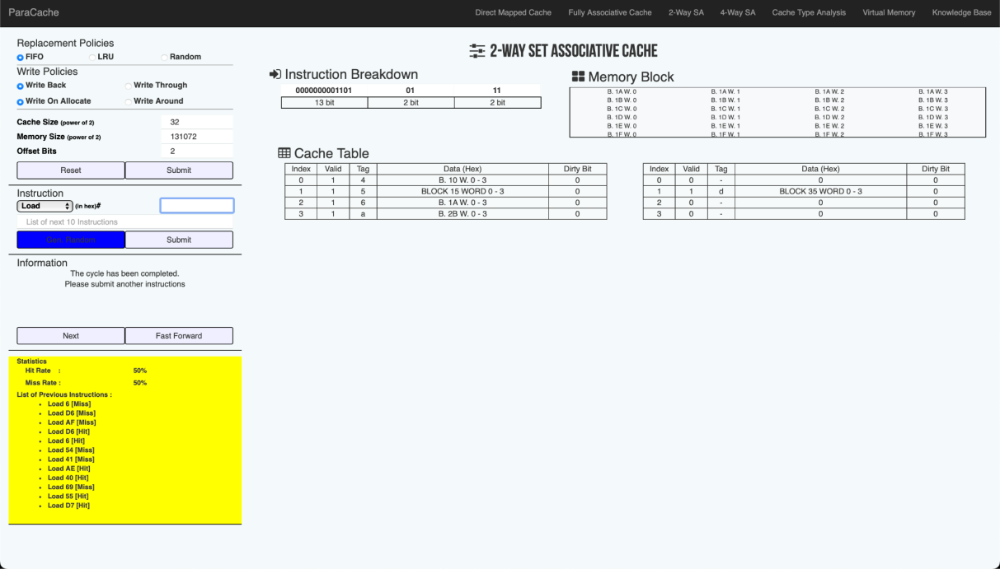 ParaCache Direct Mapped Cache Fully Associative Cache 2-Way SA 4-Way SA Cache Type Analysis Virtual Memory Knowledge Base
Replacement Policies
FIFO LRU Random
Write Policies
Write Back Write Through
Write On Allocate Write Around
Cache Size (power of 2) 32
Memory Size (power of 2) 131072
Offset Bits 2
Reset Submit
Instruction
Load (in hex)#
List of next 10 Instructions
Gen. Random Submit
Information
The cycle has been completed.
Please submit another instructions
Next Fast Forward
Statistics
Hit Rate : 50%
Miss Rate : 50%
List of Previous Instructions :
Load 6 [Miss]
Load D6 [Miss]
Load AF [Miss]
Load D6 [Hit]
Load 6 [Hit]
Load 54 [Miss]
Load 41 [Miss]
Load AE [Hit]
Load 40 [Hit]
Load 69 [Miss]
Load 55 [Hit]
Load D7 [Hit]
2-WAY SET ASSOCIATIVE CACHE
Instruction Breakdown
0000000001101 01 11
13 bit 2 bit 2 bit
Memory Block
B. 1A W. 0 B. 1A W. 1 B. 1A W. 2 B. 1A W. 3
B. 1B W. 0 B. 1B W. 1 B. 1B W. 2 B. 1B W. 3
B. 1C W. 0 B. 1C W. 1 B. 1C W. 2 B. 1C W. 3
B. 1D W. 0 B. 1D W. 1 B. 1D W. 2 B. 1D W. 3
B. 1E W. 0 B. 1E W. 1 B. 1E W. 2 B. 1E W. 3
B. 1F W. 0 B. 1F W. 1 B. 1F W. 2 B. 1F W. 3
Cache Table
Index Valid Tag Data (Hex) Dirty Bit
0 1 4 B. 10 W. 0 - 3 0
1 1 5 BLOCK 15 WORD 0 - 3 0
2 1 6 B. 1A W. 0 - 3 0
3 1 a B. 2B W. 0 - 3 0
Index Valid Tag Data (Hex) Dirty Bit
0 0 - 0 0
1 1 d BLOCK 35 WORD 0 - 3 0
2 0 - 0 0
3 0 - 0 0